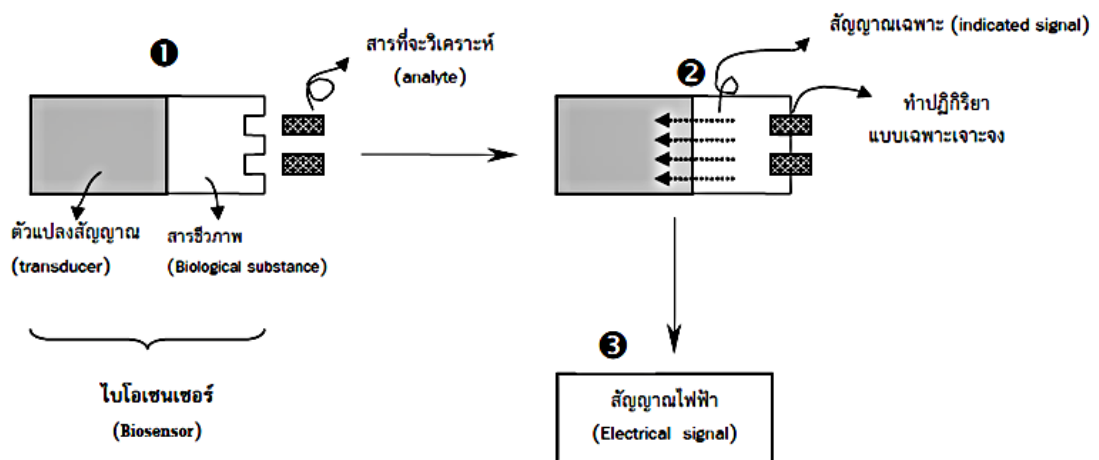 ❶
สารที่จะวิเคราะห์
(analyte)
ตัวแปลงสัญญาณ
(transducer)
สารชีวภาพ
(Biological substance)
ไบโอเซนเซอร์
(Biosensor)
❷
สัญญาณเฉพาะ (indicated signal)
ทำปฏิกิริยา
แบบเฉพาะเจาะจง
❸
สัญญาณไฟฟ้า
(Electrical signal)